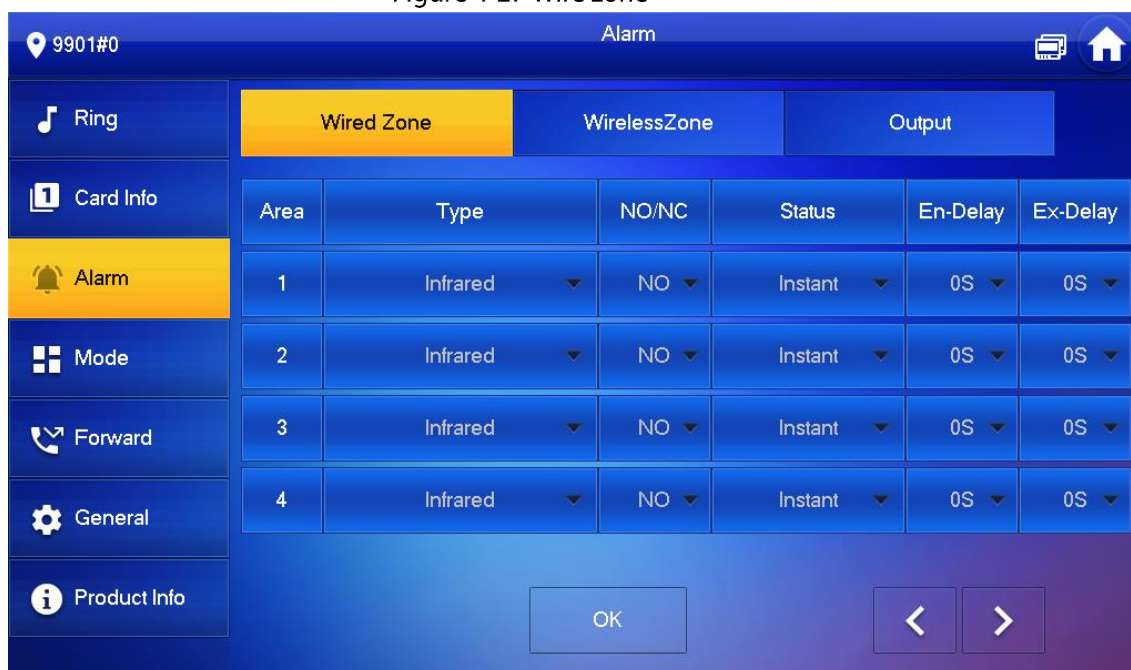 9901#0
Alarm
Ring
Wired Zone WirelessZone Output
1 Card Info
Area Type NO/NC Status En-Delay Ex-Delay
Alarm
1 Infrared NO Instant 0S 0S
Mode
2 Infrared NO Instant 0S 0S
Forward
3 Infrared NO Instant 0S 0S
General
4 Infrared NO Instant 0S 0S
Product Info
OK